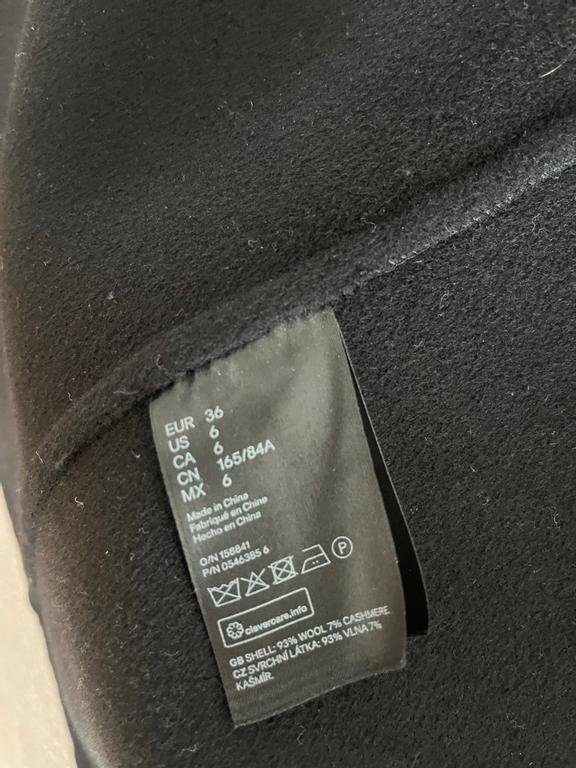 EUR 36
US 6
CA 6
CN 165/84A
MX 6
Made in China
Fabriqué en Chine
Hecho en China
O/N 158841
P/N 0546385 6
P
clevercare.info
GB SHELL: 93% WOOL 7% CASHMERE
CZ SVRCHNÍ LÁTKA: 93% VLNA 7%
KAŠMÍR.